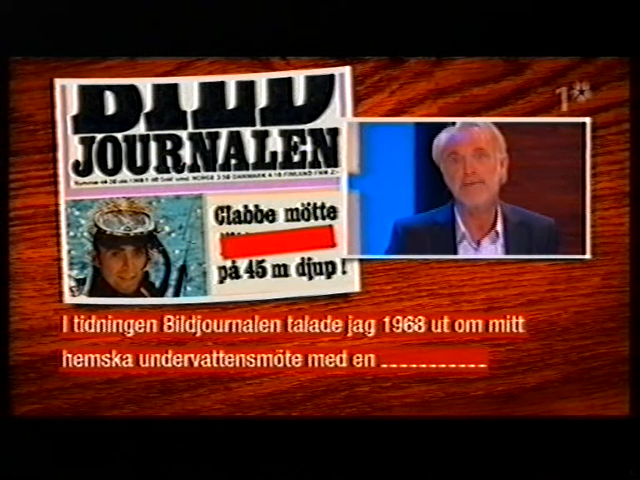 BILD
JOURNALEN
Clabbe mötte
på 45 m djup!
1
I tidningen Bildjournalen talade jag 1968 ut om mitt
hemska undervattensmöte med en ___________